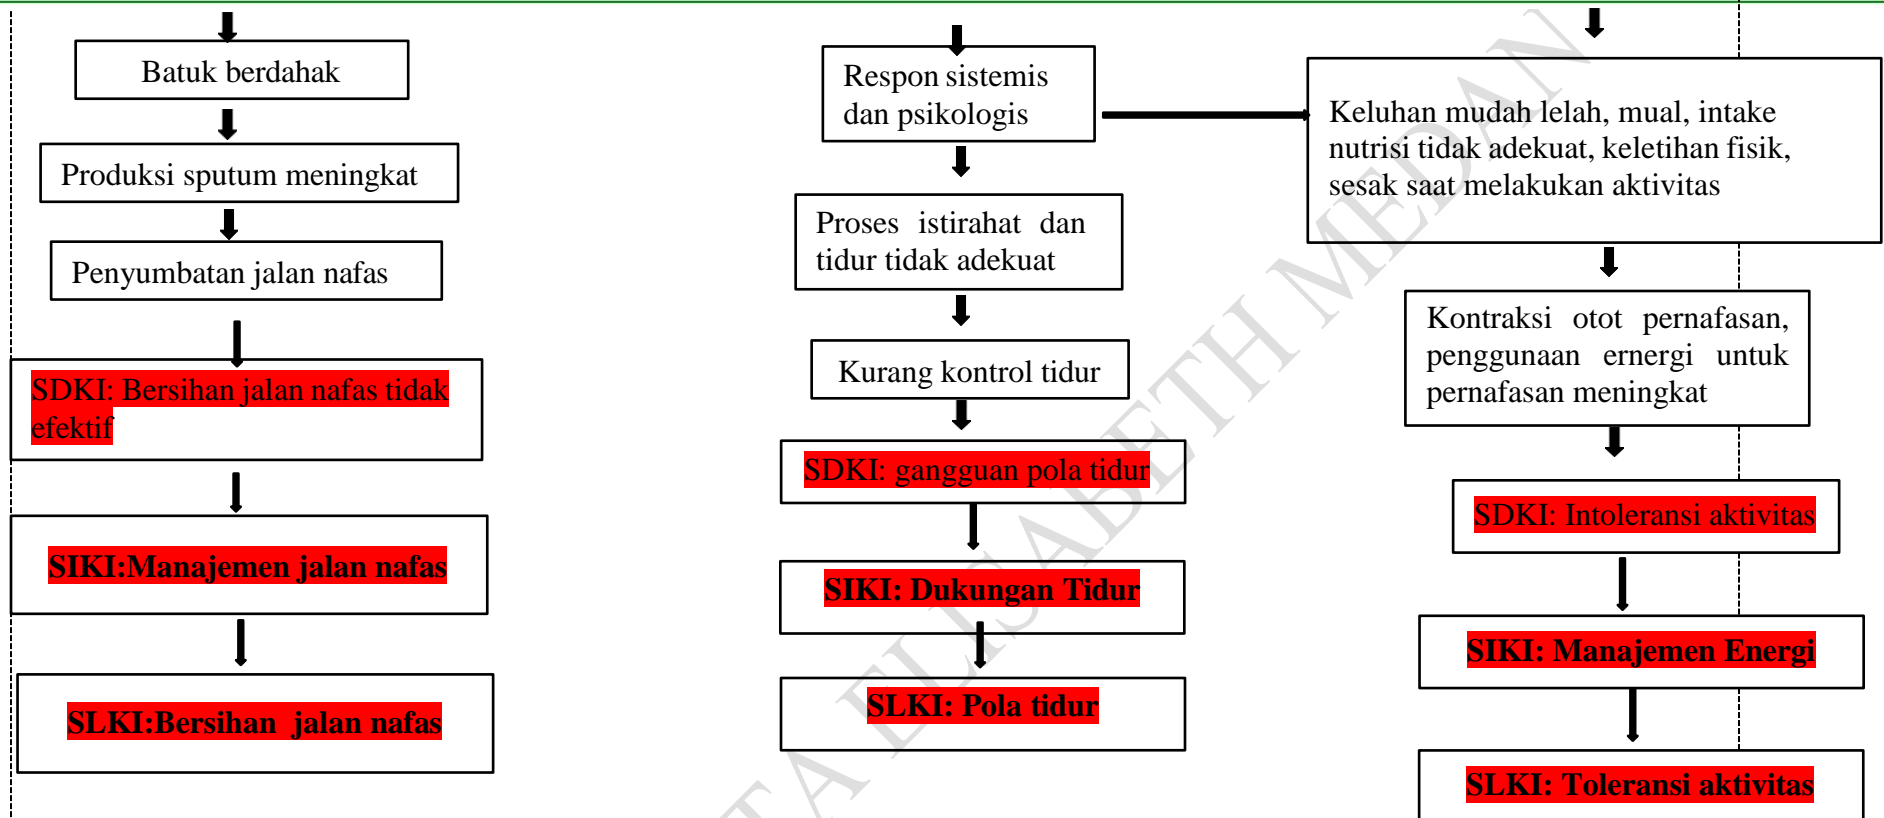 Batuk berdahak
Produksi sputum meningkat
Penyumbatan jalan nafas
SDKI: Bersihan jalan nafas tidak
efektif
SIKI:Manajemen jalan nafas
SLKI:Bersihan jalan nafas
Respon sistemis
dan psikologis
Proses istirahat dan
tidur tidak adekuat
Kurang kontrol tidur
SDKI: gangguan pola tidur
SIKI: Dukungan Tidur
SLKI: Pola tidur
Keluhan mudah lelah, mual, intake
nutrisi tidak adekuat, keletihan fisik,
sesak saat melakukan aktivitas
Kontraksi otot pernafasan,
penggunaan ernergi untuk
pernafasan meningkat
SDKI: Intoleransi aktivitas
SIKI: Manajemen Energi
SLKI: Toleransi aktivitas
TA ELISABETH MEDAN